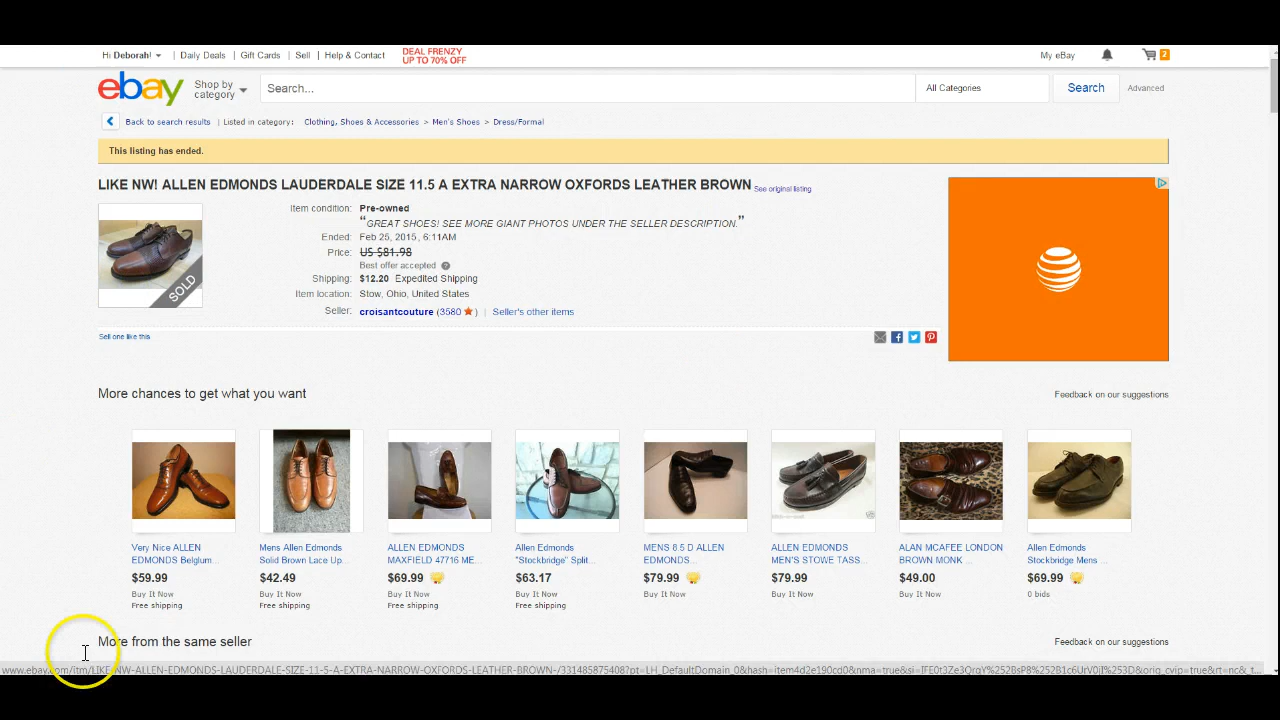 Hi Deborah! | Daily Deals | Gift Cards | Sell | Help & Contact
DEAL FRENZY
UP TO 70% OFF
My eBay
2
ebay
Shop by
category
Search...
All Categories
Search
Advanced
Back to search results | Listed in category: Clothing, Shoes & Accessories > Men's Shoes > Dress/Formal
This listing has ended.
LIKE NW! ALLEN EDMONDS LAUDERDALE SIZE 11.5 A EXTRA NARROW OXFORDS LEATHER BROWN
See original listing
SOLD
Item condition: Pre-owned
“GREAT SHOES! SEE MORE GIANT PHOTOS UNDER THE SELLER DESCRIPTION.”
Ended: Feb 25, 2015, 6:11AM
Price: US $81.98
Best offer accepted
Shipping: $12.20 Expedited Shipping
Item location: Stow, Ohio, United States
Seller: croisantcouture (3580) | Seller's other items
Sell one like this
More chances to get what you want
Feedback on our suggestions
Very Nice ALLEN
EDMONDS Belgium...
$59.99
Buy It Now
Free shipping
Mens Allen Edmonds
Solid Brown Lace Up...
$42.49
Buy It Now
Free shipping
ALLEN EDMONDS
MAXFIELD 47716 ME...
$69.99
Buy It Now
Free shipping
Allen Edmonds
"Stockbridge" Split...
$63.17
Buy It Now
Free shipping
MENS 8.5 D ALLEN
EDMONDS...
$79.99
Buy It Now
ALLEN EDMONDS
MEN'S STOWE TASS...
$79.99
Buy It Now
ALAN MCAFEE LONDON
BROWN MONK ...
$49.00
Buy It Now
Allen Edmonds
Stockbridge Mens ...
$69.99
0 bids
More from the same seller
Feedback on our suggestions